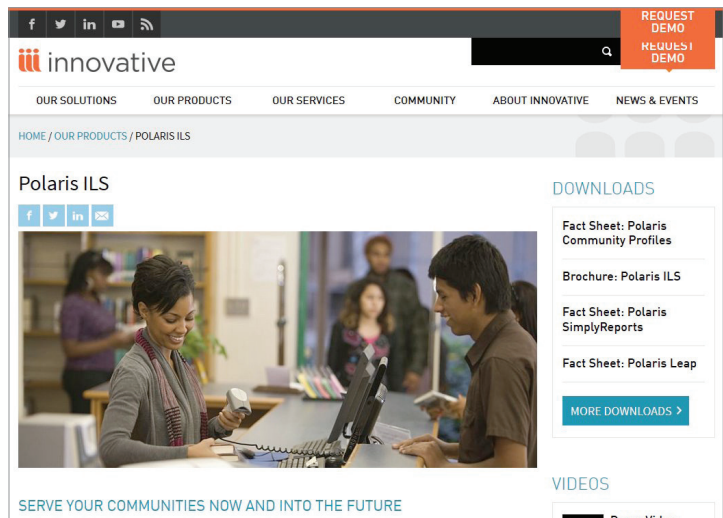 REQUEST
DEMO
REQUEST
DEMO
iii innovative
OUR SOLUTIONS OUR PRODUCTS OUR SERVICES COMMUNITY ABOUT INNOVATIVE NEWS & EVENTS
HOME / OUR PRODUCTS / POLARIS ILS
Polaris ILS
SERVE YOUR COMMUNITIES NOW AND INTO THE FUTURE
DOWNLOADS
Fact Sheet: Polaris
Community Profiles
Brochure: Polaris ILS
Fact Sheet: Polaris
SimplyReports
Fact Sheet: Polaris Leap
MORE DOWNLOADS >
VIDEOS